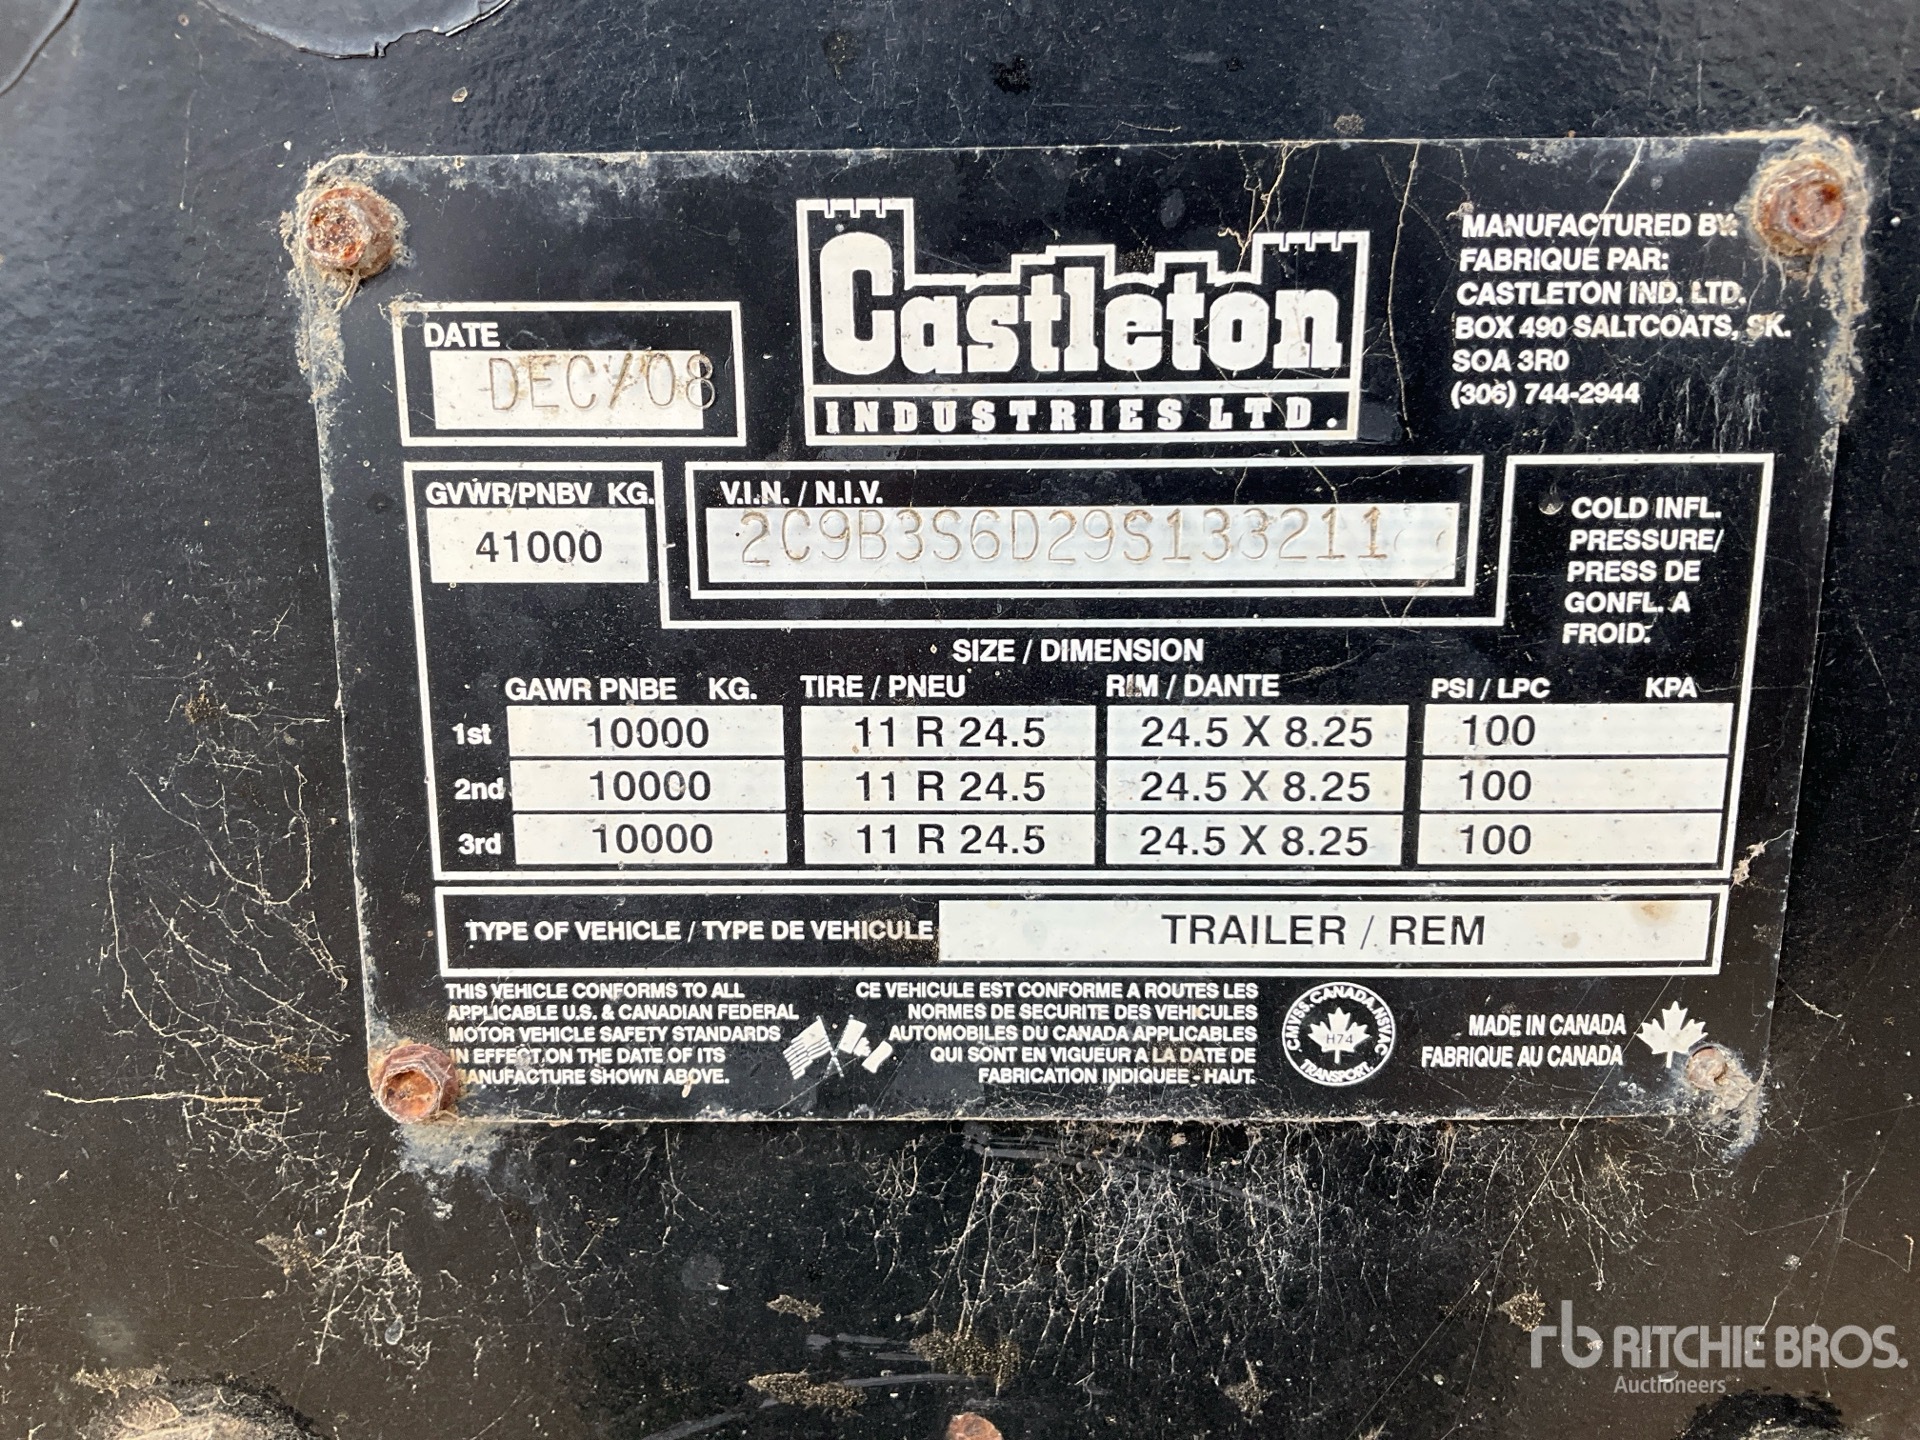 Castleton
INDUSTRIES LTD.
MANUFACTURED BY:
FABRIQUE PAR:
CASTLETON IND. LTD.
BOX 490 SALTCOATS, SK.
SOA 3R0
(306) 744-2944
DATE
DEC/08
GVWR/PNBV KG.
41000
V.I.N. / N.I.V.
2C9B3S6D29S133211
COLD INFL.
PRESSURE/
PRESS DE
GONFL. A
FROID:
SIZE / DIMENSION
GAWR PNBE KG. TIRE / PNEU RIM / DANTE PSI / LPC KPA
1st 10000 11 R 24.5 24.5 X 8.25 100
2nd 10000 11 R 24.5 24.5 X 8.25 100
3rd 10000 11 R 24.5 24.5 X 8.25 100
TYPE OF VEHICLE / TYPE DE VEHICULE TRAILER / REM
THIS VEHICLE CONFORMS TO ALL
APPLICABLE U.S. & CANADIAN FEDERAL
MOTOR VEHICLE SAFETY STANDARDS
IN EFFECT ON THE DATE OF ITS
MANUFACTURE SHOWN ABOVE.
CE VEHICULE EST CONFORME A ROUTES LES
NORMES DE SECURITE DES VEHICULES
AUTOMOBILES DU CANADA APPLICABLES
QUI SONT EN VIGUEUR A LA DATE DE
FABRICATION INDIQUEE - HAUT.
CMVSS. CANADA. NSVAC
H74
TRANSPORT.
MADE IN CANADA
FABRIQUE AU CANADA
rb RITCHIE BROS.
Auctioneers